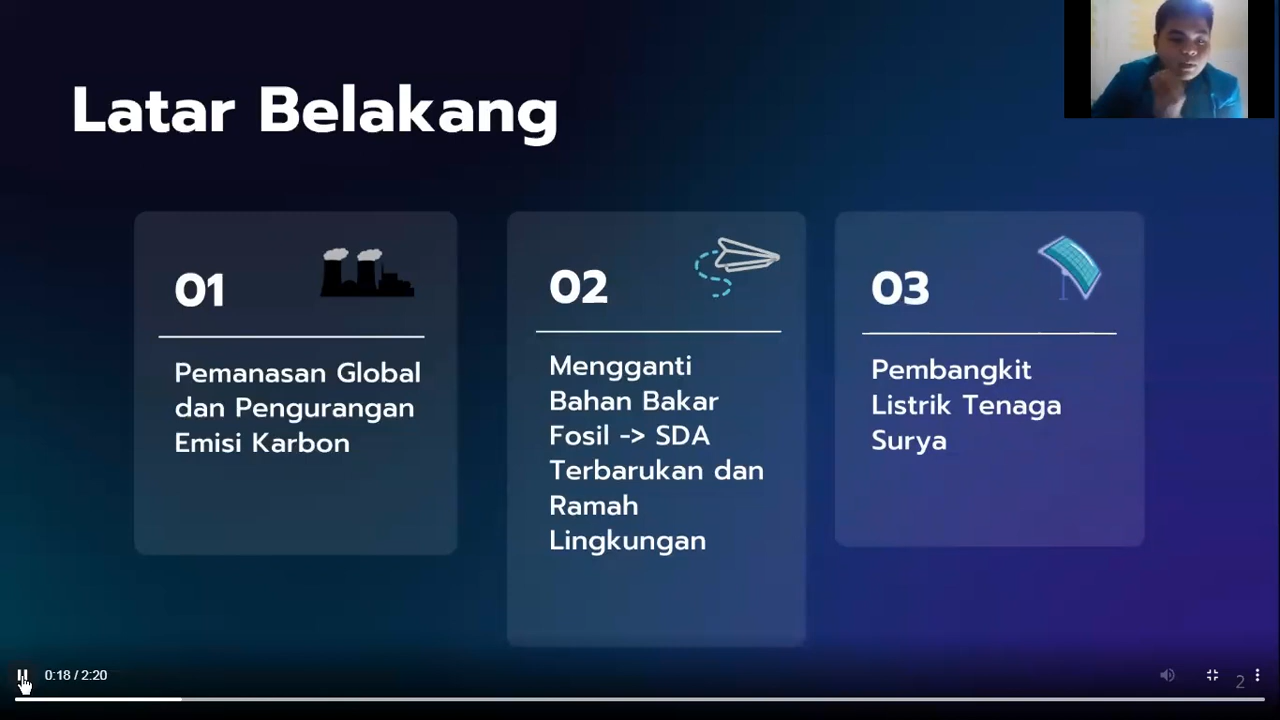 Latar Belakang
01
Pemanasan Global
dan Pengurangan
Emisi Karbon
02
Mengganti
Bahan Bakar
Fosil -> SDA
Terbarukan dan
Ramah
Lingkungan
03
Pembangkit
Listrik Tenaga
Surya
0:18 / 2:20
2